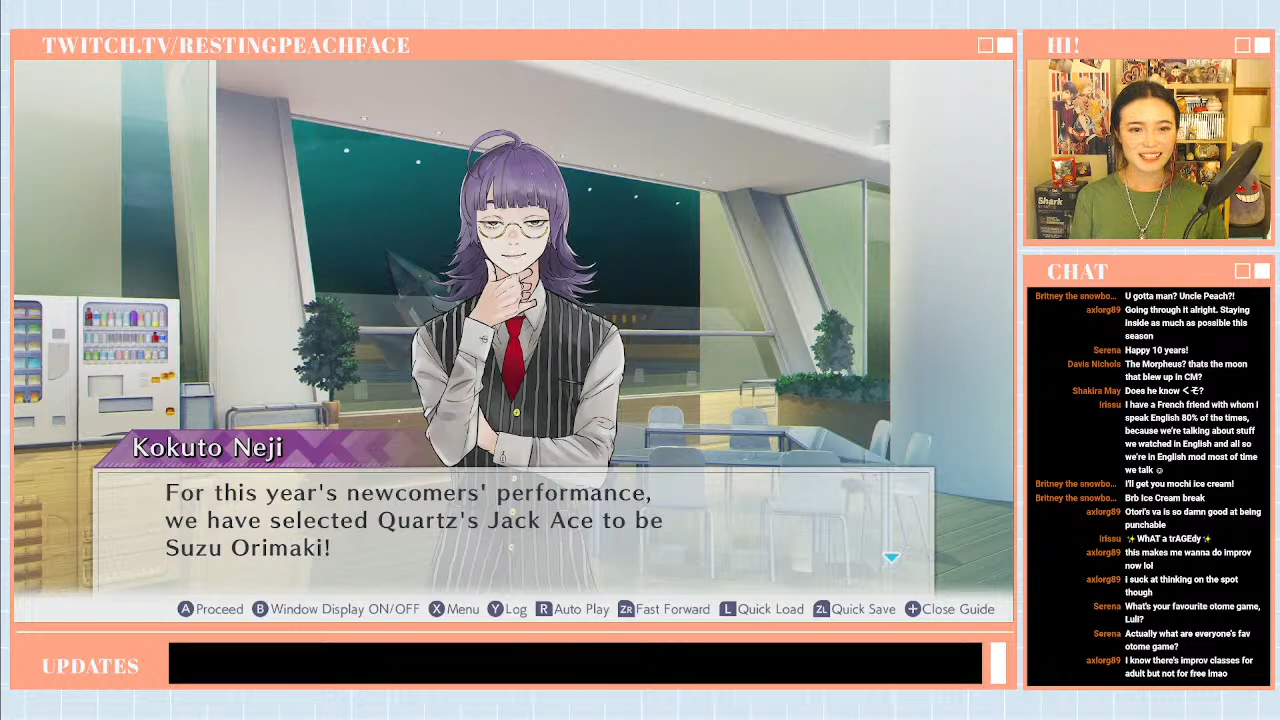 TWITCH.TV/RESTINGPEACHFACE
HI!
Shark
Kokuto Neji
For this year's newcomers' performance,
we have selected Quartz's Jack Ace to be
Suzu Orimaki!
A Proceed B Window Display ON/OFF X Menu Y Log R Auto Play ZR Fast Forward L Quick Load ZL Quick Save + Close Guide
UPDATES
CHAT
Britney the snowbo... U gotta man? Uncle Peach?!
axlorg89 Going through it alright. Staying
inside as much as possible this
season
Serena Happy 10 years!
Davis Nichols The Morpheus? thats the moon
that blew up in CM?
Shakira May Does he know くそ?
Irissu I have a French friend with whom I
speak English 80% of the times,
because we're talking about stuff
we watched in English and all so
we're in English mod most of time
we talk ☺
Britney the snowbo... I'll get you mochi ice cream!
Britney the snowbo... Brb Ice Cream break
axlorg89 Otori's va is so damn good at being
punchable
Irissu ✨WhAT a trAGEdy✨
axlorg89 this makes me wanna do improv
now lol
axlorg89 I suck at thinking on the spot
though
Serena What's your favourite otome game,
Luli?
Serena Actually what are everyone's fav
otome game?
axlorg89 I know there's improv classes for
adult but not for free lmao